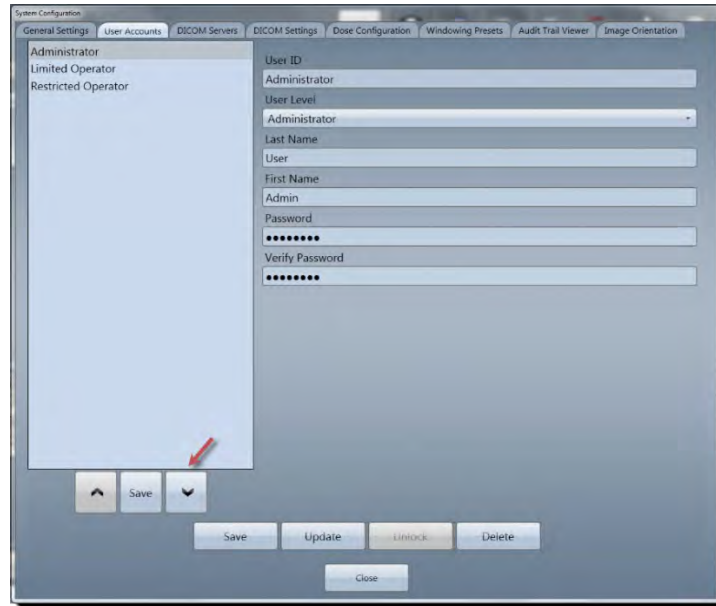 System Configuration
General Settings User Accounts DICOM Servers DICOM Settings Dose Configuration Windowing Presets Audit Trail Viewer Image Orientation
Administrator
Limited Operator
Restricted Operator
User ID
Administrator
User Level
Administrator
Last Name
User
First Name
Admin
Password
••••••••
Verify Password
••••••••
Save
Save Update Unlock Delete
Close